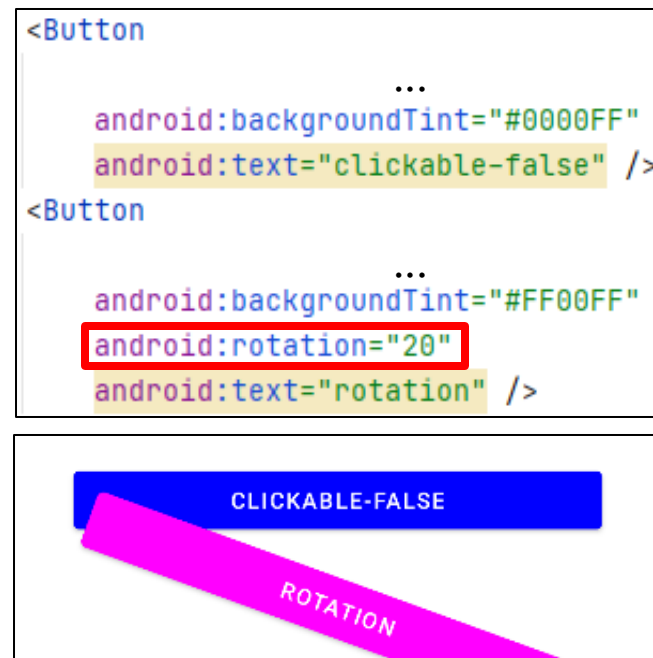 <Button
...
android:backgroundTint="#0000FF"
android:text="clickable-false" />
<Button
...
android:backgroundTint="#FF00FF"
android:rotation="20"
android:text="rotation" />
CLICKABLE-FALSE
ROTATION